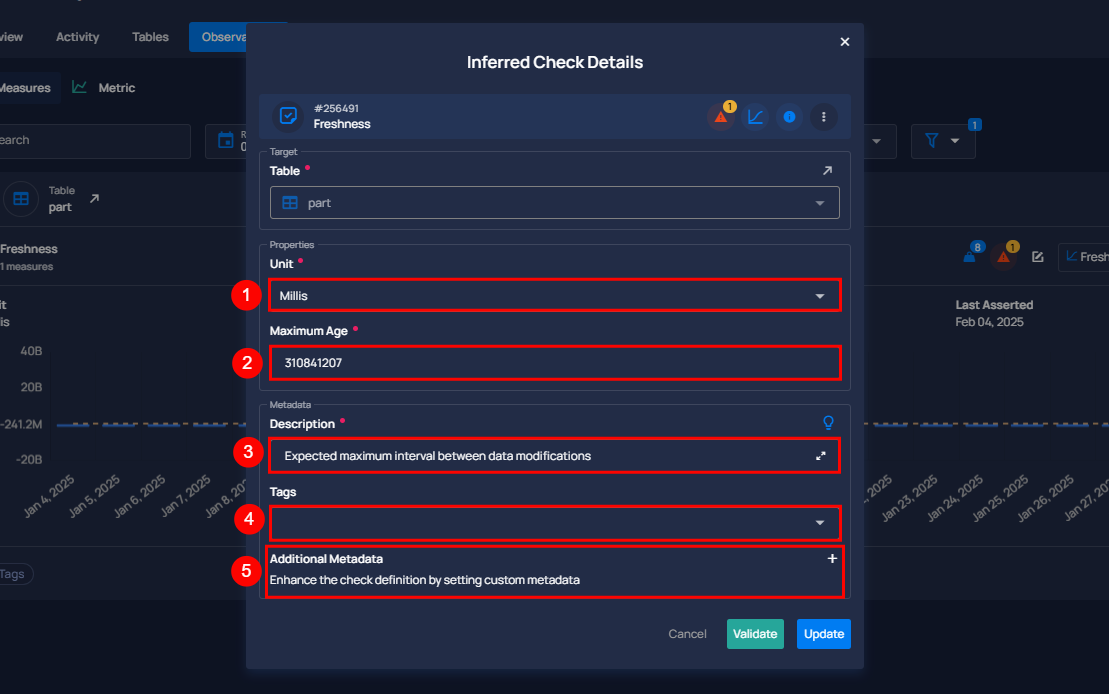 view
Activity
Tables
Observa
Measures
Metric
earch
Table
part
Freshness
1 measures
it
is
40B
20B
-241.2M
-20B
Jan 4, 2025
Jan 5, 2025
Jan 6, 2025
Jan 7, 2025
Jan 8, 20
Tags
Inferred Check Details
#256491
Freshness
1
Target
Table *
part
Properties
Unit *
1
Millis
Maximum Age *
2
310841207
Metadata
Description *
3
Expected maximum interval between data modifications
Tags
4
5
Additional Metadata
+
Enhance the check definition by setting custom metadata
Cancel
Validate
Update
1
8
1
Fresh
Last Asserted
Feb 04, 2025
, 2025
Jan 23, 2025
Jan 24, 2025
Jan 25, 2025
Jan 26, 2025
Jan 27, 20